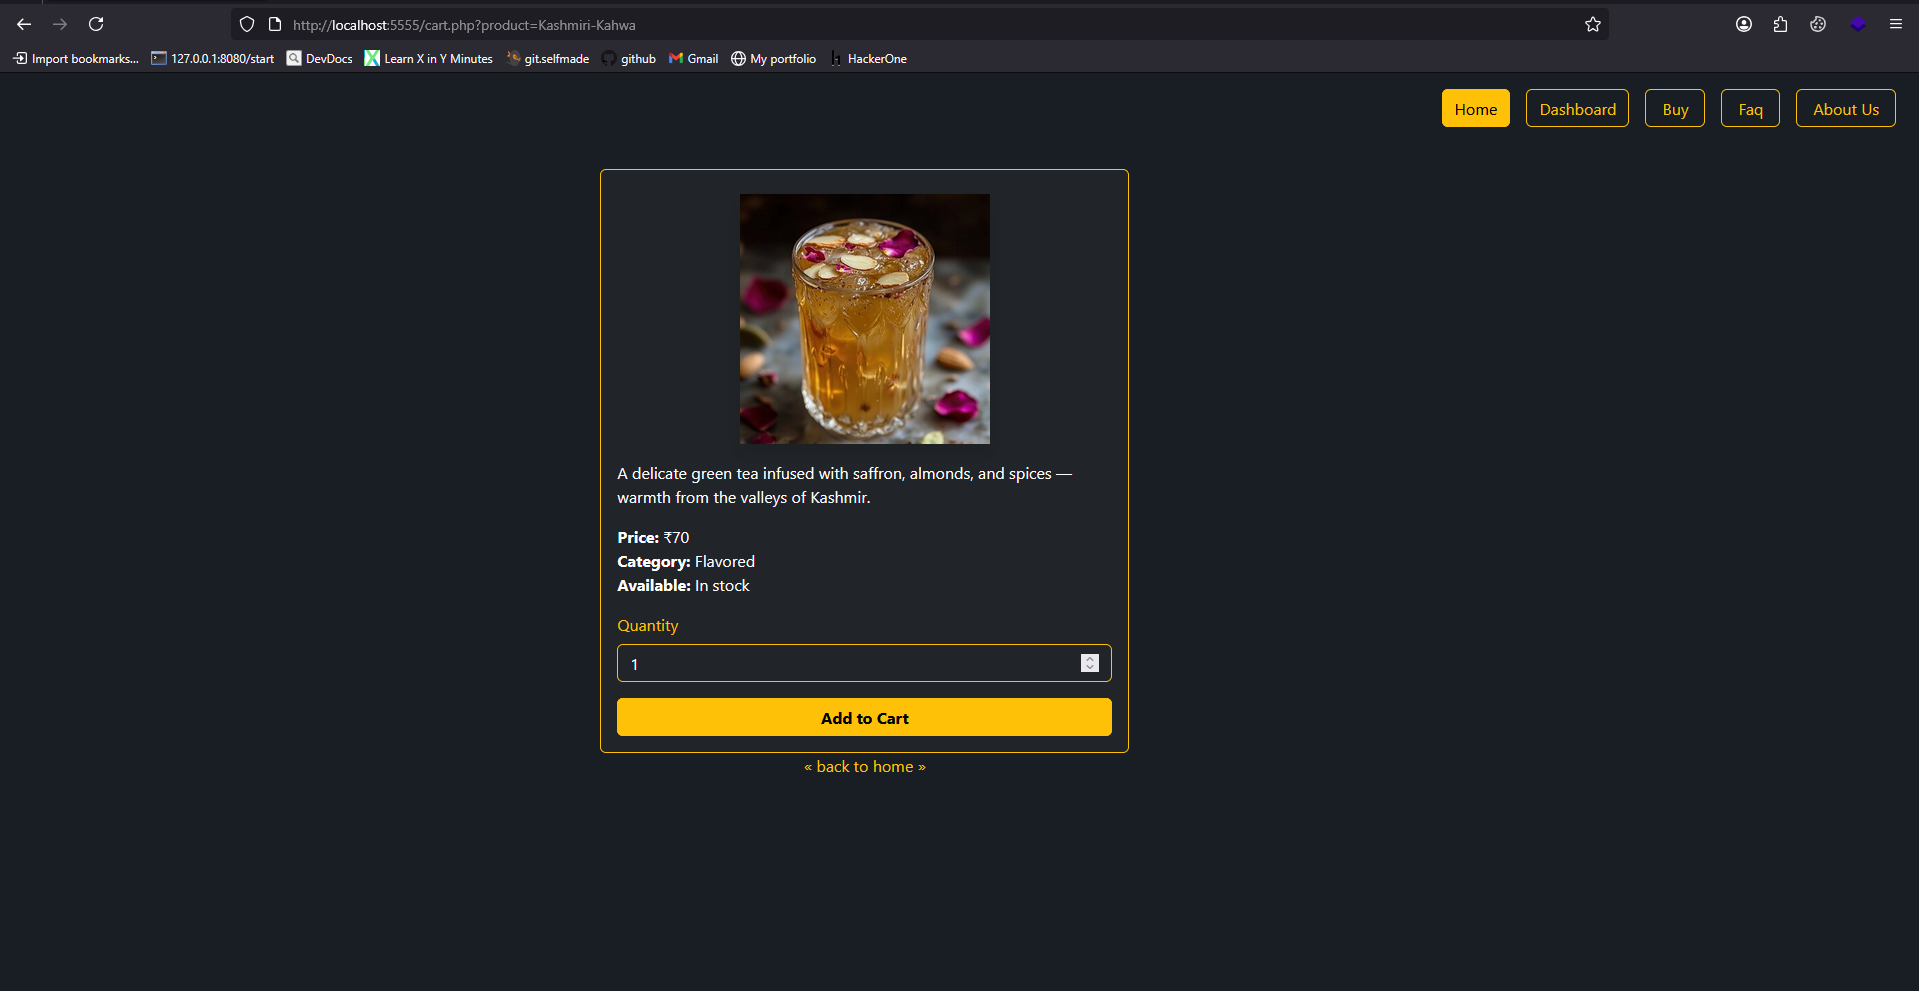 http://localhost:5555/cart.php?product=Kashmiri-Kahwa
Import bookmarks... 127.0.0.1:8080/start DevDocs Learn X in Y Minutes git.selfmade github Gmail My portfolio HackerOne
Home Dashboard Buy Faq About Us
A delicate green tea infused with saffron, almonds, and spices —
warmth from the valleys of Kashmir.
Price: ₹70
Category: Flavored
Available: In stock
Quantity
1
Add to Cart
« back to home »